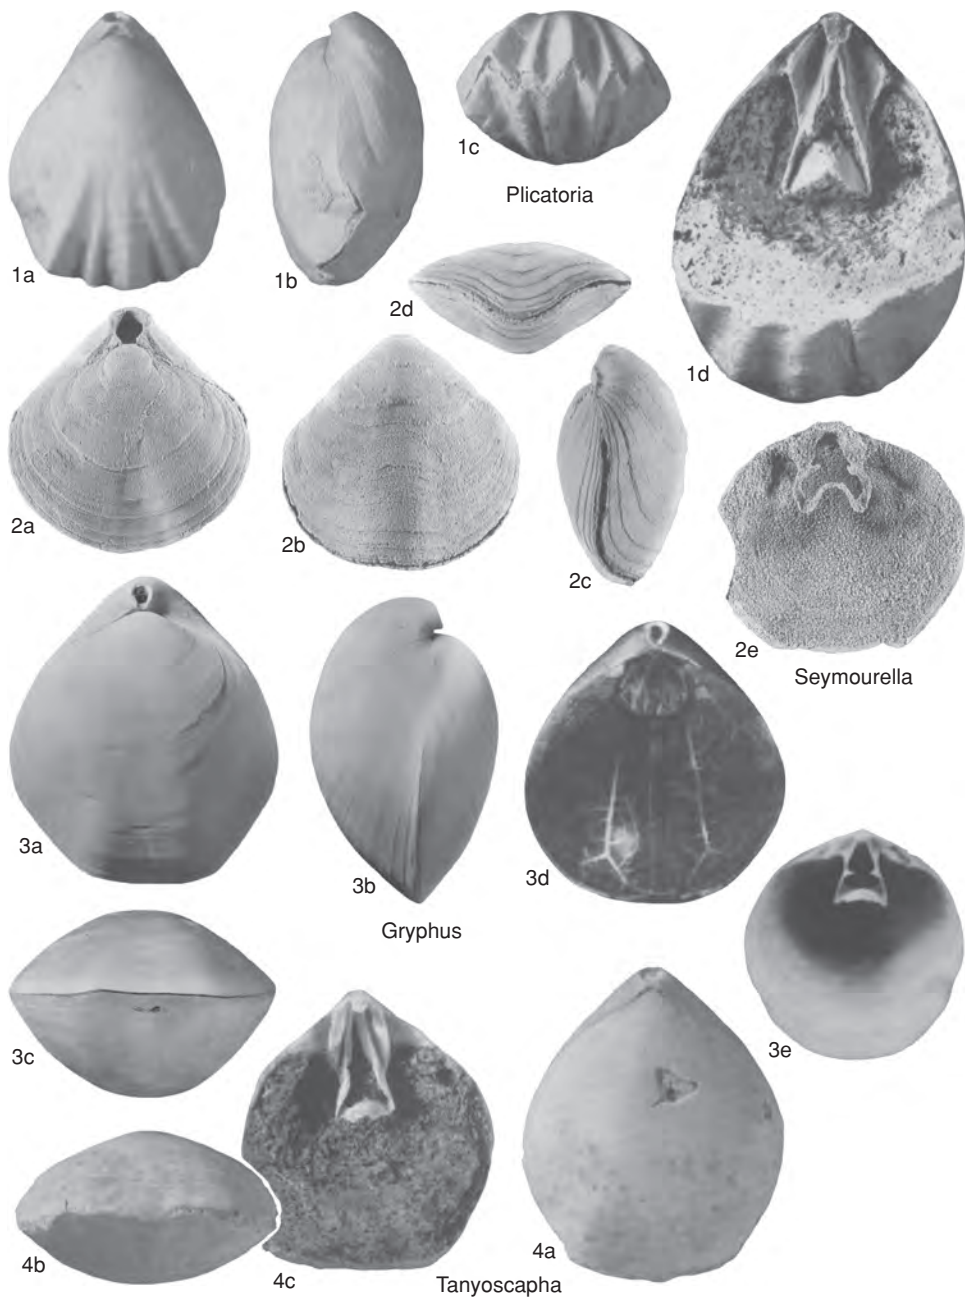 1a
1b
1c
Plicatoria
1d
2a
2b
2c
2d
2e
Seymourella
3a
3b
Gryphus
3c
3d
3e
4a
4b
4c
Tanyoscapha